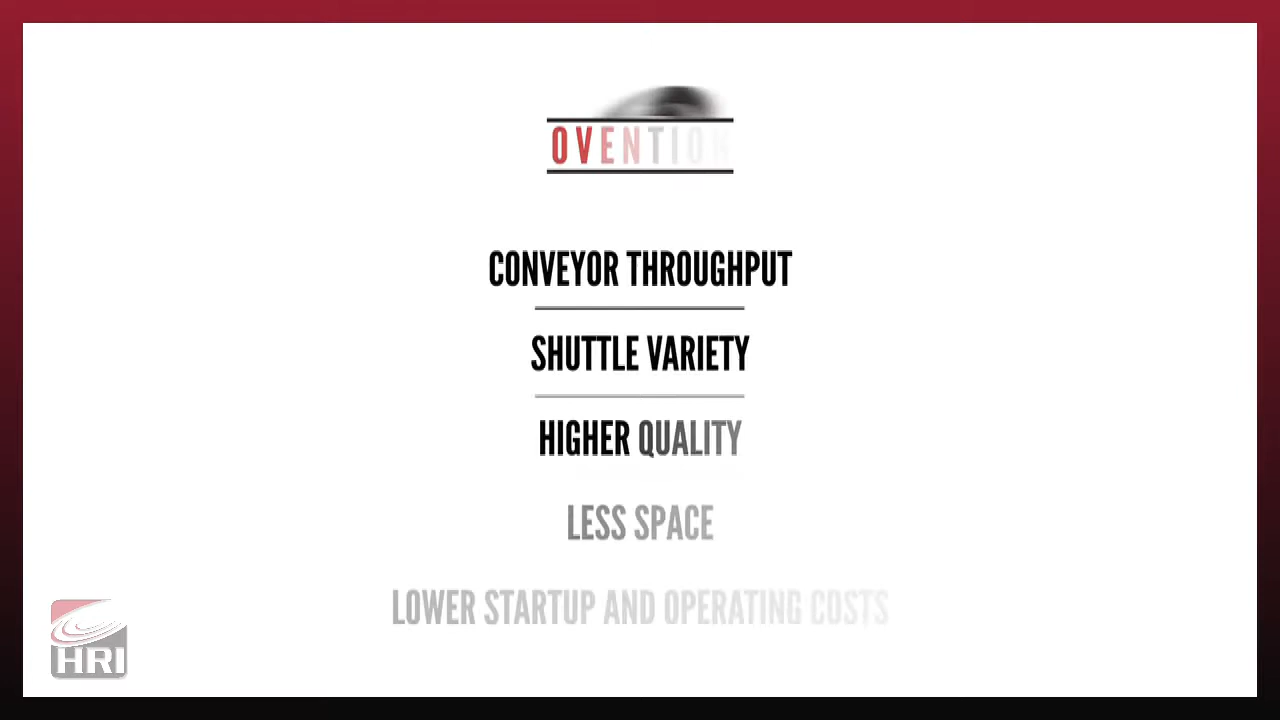 OVENTION
CONVEYOR THROUGHPUT
SHUTTLE VARIETY
HIGHER QUALITY
LESS SPACE
LOWER STARTUP AND OPERATING COSTS
HRI